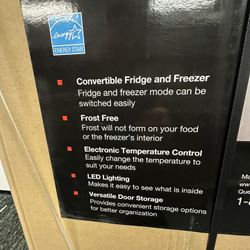 energy
ENERGY STAR
Convertible Fridge and Freezer
Fridge and freezer mode can be
switched easily
Frost Free
Frost will not form on your food
or the freezer's interior
Electronic Temperature Control
Easily change the temperature to
suit your needs
LED Lighting
Makes it easy to see what is inside
Versatile Door Storage
Provides convenient storage options
for better organization